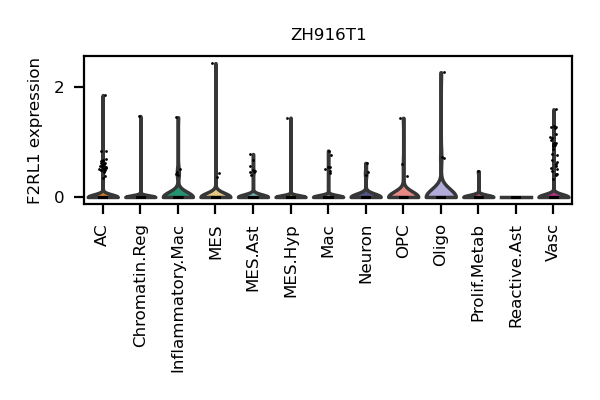 ZH916T1
F2RL1 expression
2
0
AC
Chromatin.Reg
Inflammatory.Mac
MES
MES.Ast
MES.Hyp
Mac
Neuron
OPC
Oligo
Prolif.Metab
Reactive.Ast
Vasc